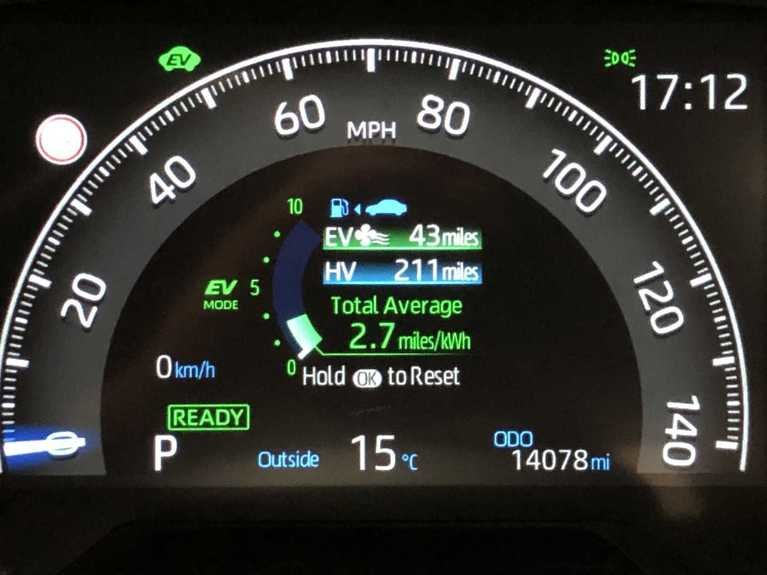 EV
17:12
60
MPH
80
40
100
10
EV 43 miles
HV 211 miles
20
EV
MODE
5
Total Average
2.7 miles/kWh
120
0 km/h
0
Hold OK to Reset
READY
0
140
P
Outside 15 °C
ODO
14078 mi